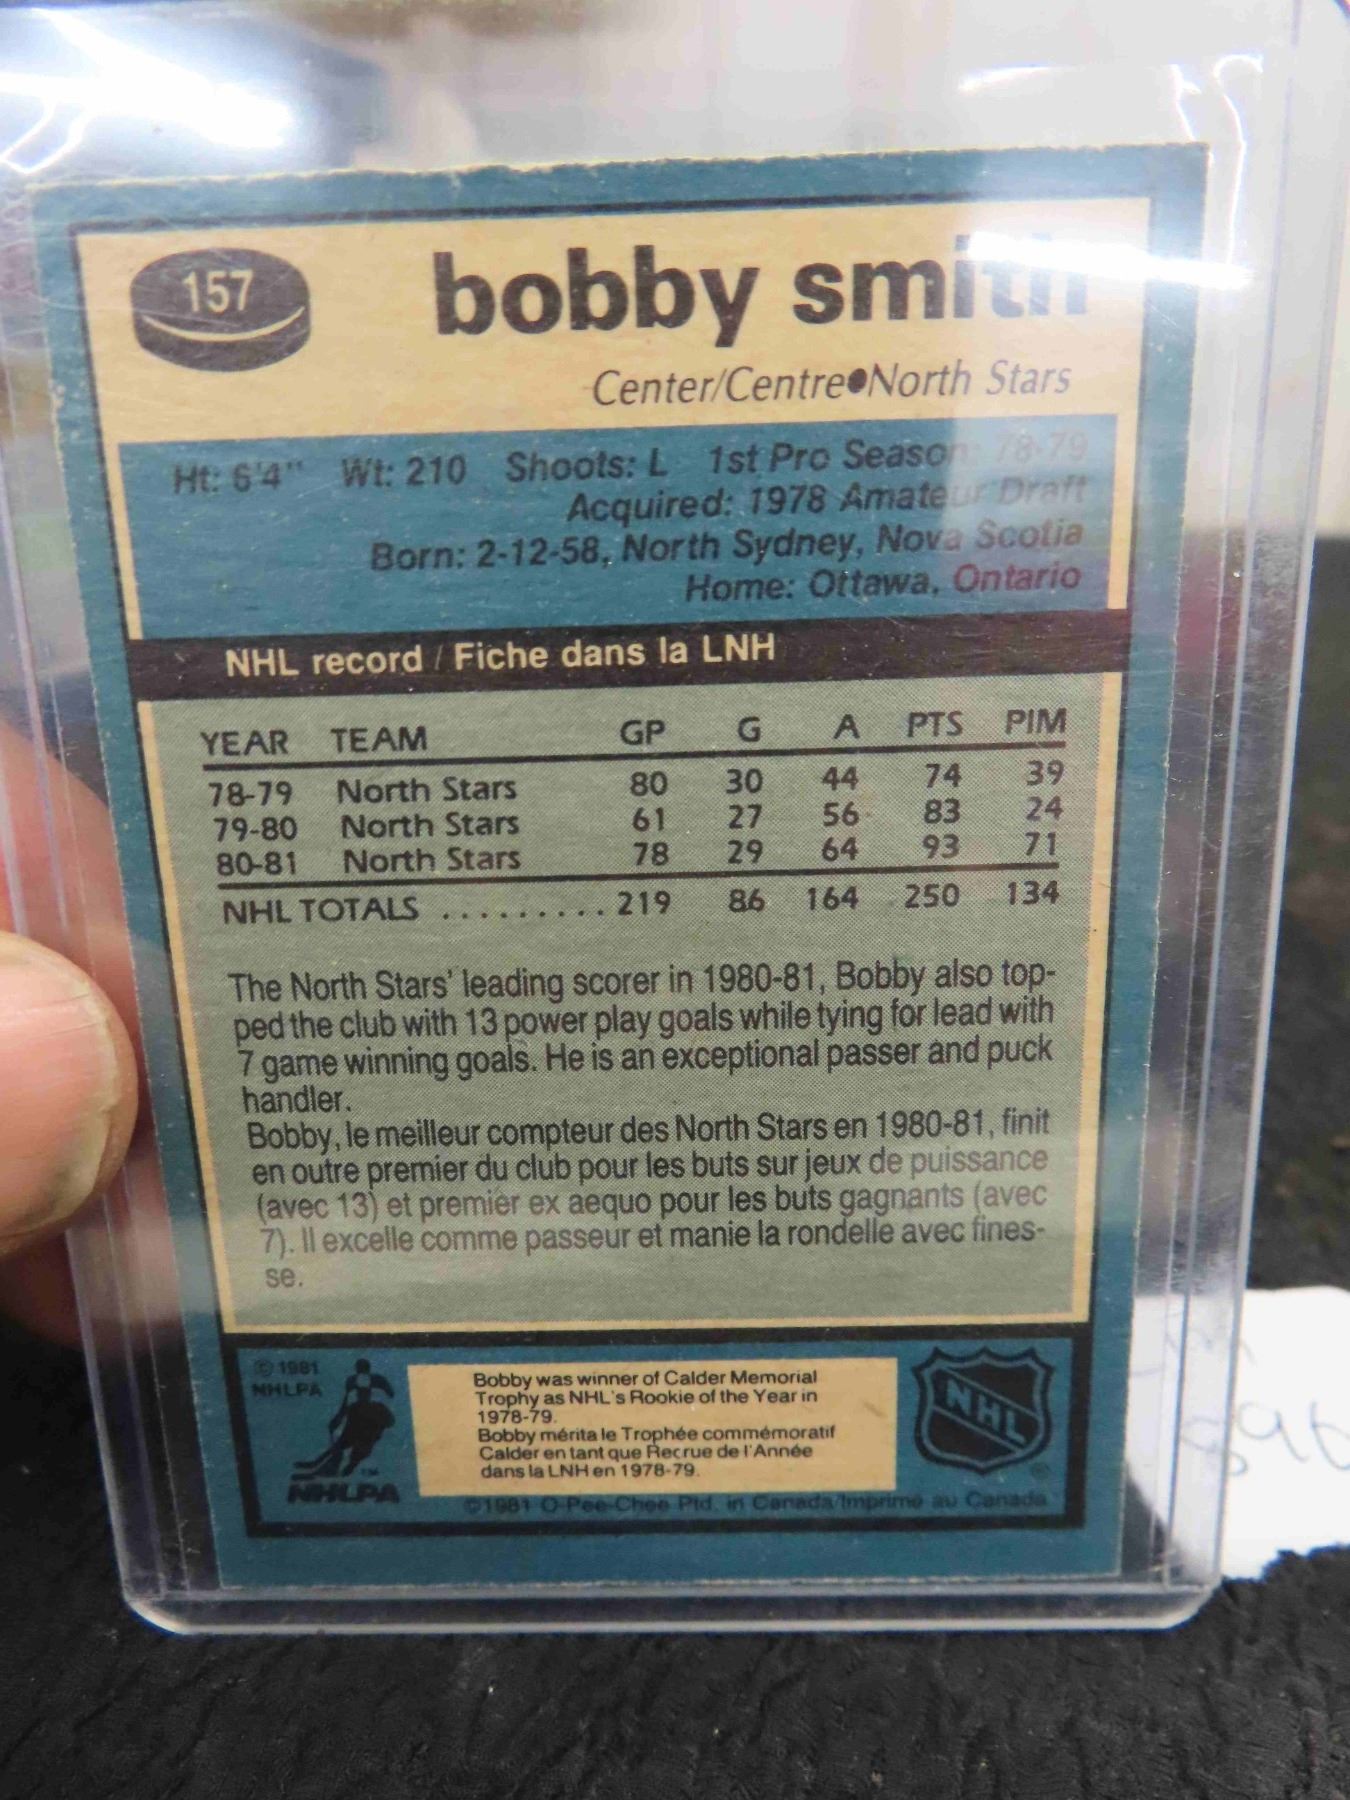 157
bobby smith
Center/Centre●North Stars
Ht: 6'4" Wt: 210 Shoots: L 1st Pro Season: 78-79
Acquired: 1978 Amateur Draft
Born: 2-12-58, North Sydney, Nova Scotia
Home: Ottawa, Ontario
NHL record / Fiche dans la LNH
YEAR TEAM GP G A PTS PIM
78-79 North Stars 80 30 44 74 39
79-80 North Stars 61 27 56 83 24
80-81 North Stars 78 29 64 93 71
NHL TOTALS ......... 219 86 164 250 134
The North Stars' leading scorer in 1980-81, Bobby also top-
ped the club with 13 power play goals while tying for lead with
7 game winning goals. He is an exceptional passer and puck
handler.
Bobby, le meilleur compteur des North Stars en 1980-81, finit
en outre premier du club pour les buts sur jeux de puissance
(avec 13) et premier ex aequo pour les buts gagnants (avec
7). Il excelle comme passeur et manie la rondelle avec fines-
se.
© 1981
NHLPA
Bobby was winner of Calder Memorial
Trophy as NHL's Rookie of the Year in
1978-79.
Bobby mérita le Trophée commémoratif
Calder en tant que Recrue de l'Année
dans la LNH en 1978-79.
NHL
TM
NHLPA
©1981 O-Pee-Chee Ptd. in Canada/Imprimé au Canada